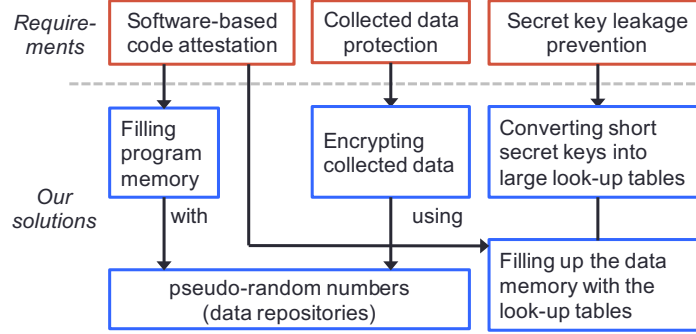 Require-
ments
Software-based
code attestation
Collected data
protection
Secret key leakage
prevention
Our
solutions
Filling
program
memory
Encrypting
collected data
Converting short
secret keys into
large look-up tables
with
using
pseudo-random numbers
(data repositories)
Filling up the data
memory with the
look-up tables